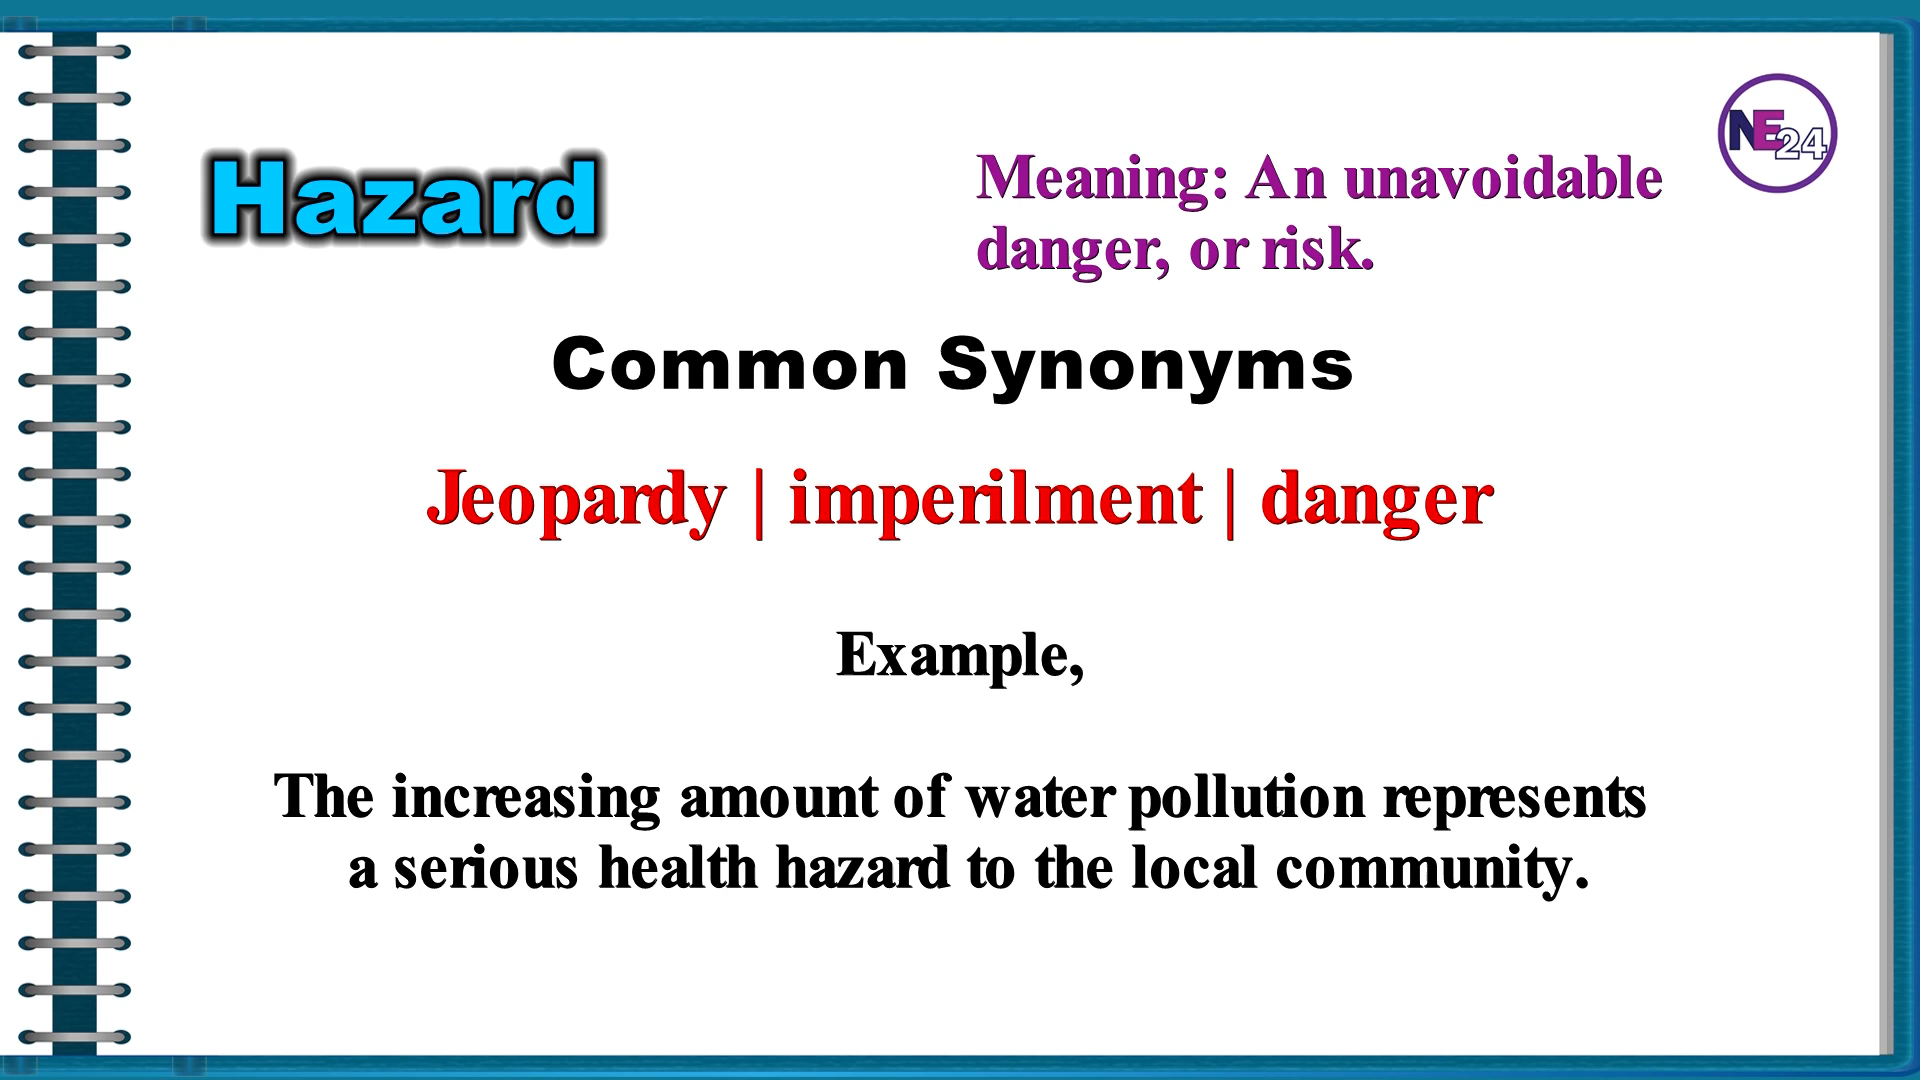 Hazard
Meaning: An unavoidable
danger, or risk.
NE24
Common Synonyms
Jeopardy | imperilment | danger
Example,
The increasing amount of water pollution represents
a serious health hazard to the local community.